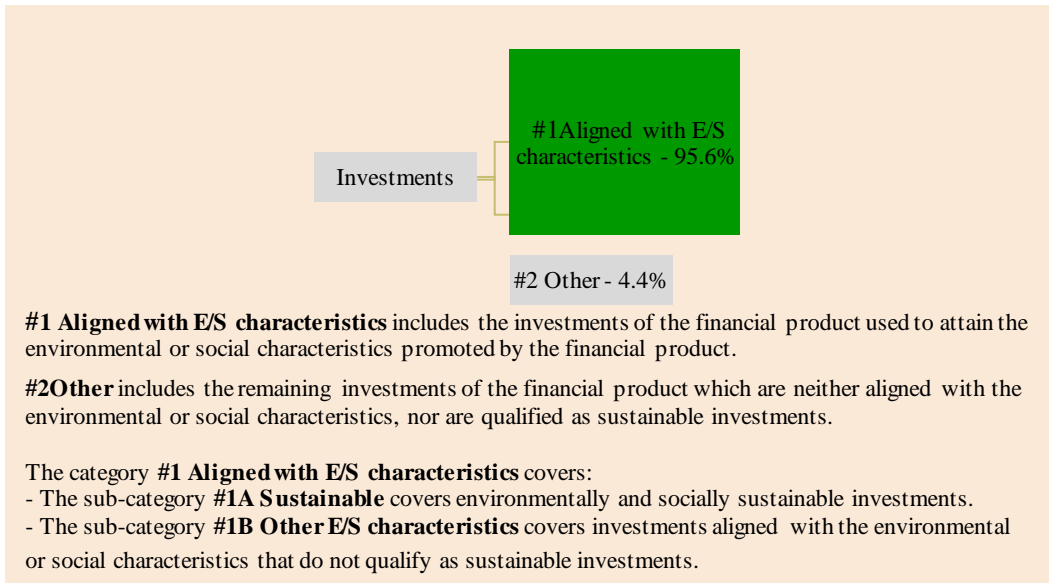 #1Aligned with E/S
characteristics - 95.6%
Investments
#2 Other - 4.4%
#1 Aligned with E/S characteristics includes the investments of the financial product used to attain the
environmental or social characteristics promoted by the financial product.
#2Other includes the remaining investments of the financial product which are neither aligned with the
environmental or social characteristics, nor are qualified as sustainable investments.
The category #1 Aligned with E/S characteristics covers:
- The sub-category #1A Sustainable covers environmentally and socially sustainable investments.
- The sub-category #1B Other E/S characteristics covers investments aligned with the environmental
or social characteristics that do not qualify as sustainable investments.